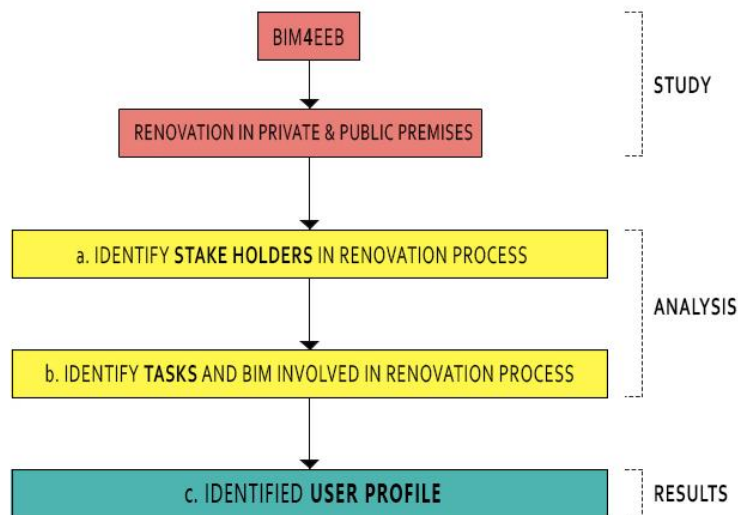 BIM4EEB
STUDY
RENOVATION IN PRIVATE & PUBLIC PREMISES
a. IDENTIFY STAKE HOLDERS IN RENOVATION PROCESS
ANALYSIS
b. IDENTIFY TASKS AND BIM INVOLVED IN RENOVATION PROCESS
c. IDENTIFIED USER PROFILE
RESULTS